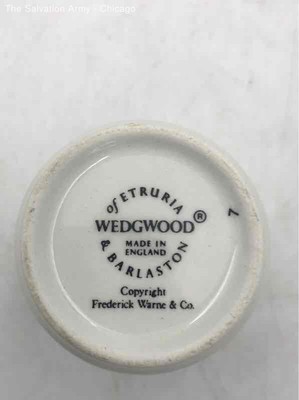 The Salvation Army | Chicago
of ETRURIA
WEDGWOOD®
MADE IN
ENGLAND
& BARLASTON
7
Copyright
Frederick Warne & Co.